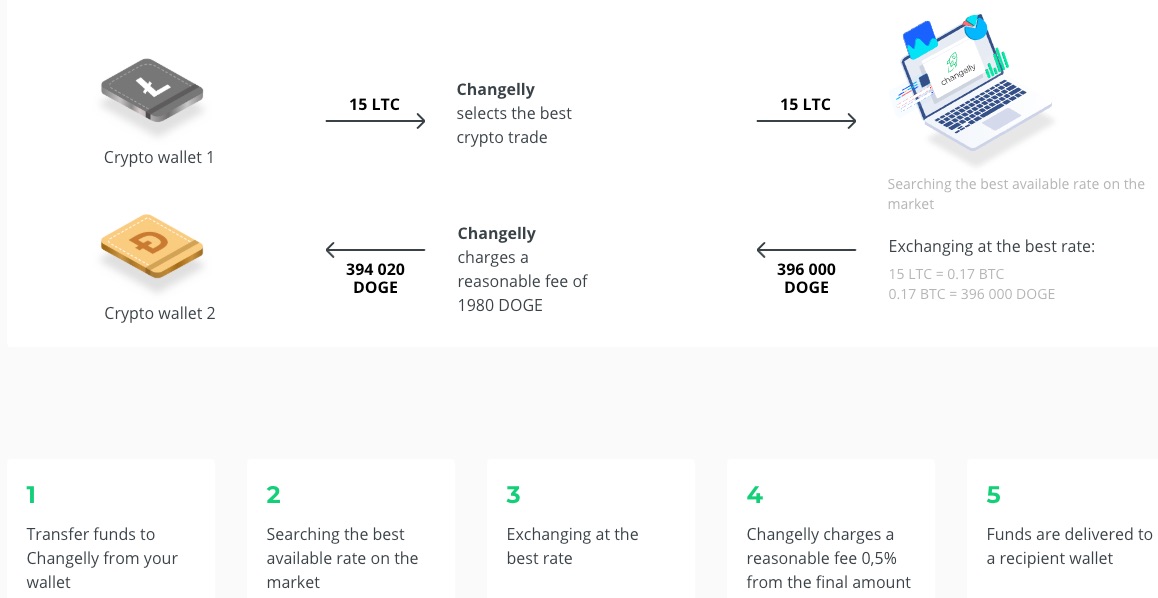 15 LTC
Changelly
selects the best
crypto trade
15 LTC
changelly
Crypto wallet 1
Searching the best available rate on the
market
394 020
DOGE
Changelly
charges a
reasonable fee of
1980 DOGE
396 000
DOGE
Exchanging at the best rate:
15 LTC = 0.17 BTC
0.17 BTC = 396 000 DOGE
Crypto wallet 2
1
Transfer funds to
Changelly from your
wallet
2
Searching the best
available rate on the
market
3
Exchanging at the
best rate
4
Changelly charges a
reasonable fee 0,5%
from the final amount
5
Funds are delivered to
a recipient wallet